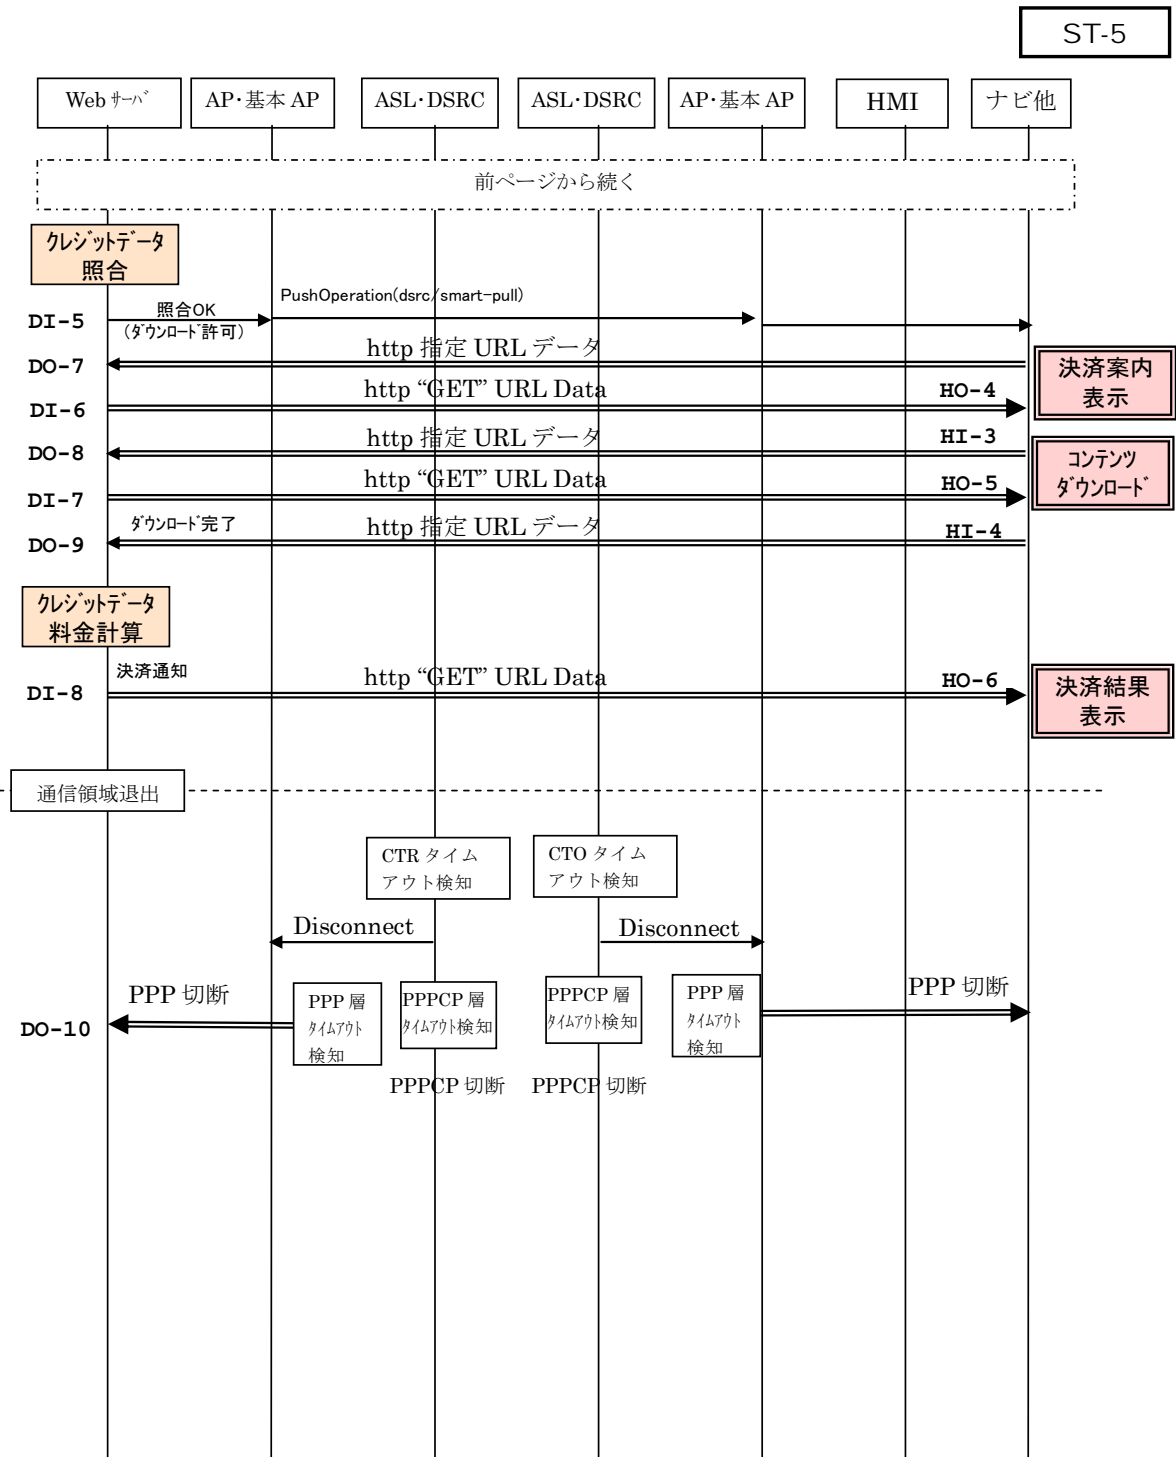 ST-5
Web ｻｰﾊﾞ
AP･基本 AP
ASL･DSRC
ASL･DSRC
AP･基本 AP
HMI
ナビ他
前ページから続く
ｸﾚｼﾞｯﾄﾃﾞｰﾀ
照合
DI-5
照合OK
(ﾀﾞｳﾝﾛｰﾄﾞ許可)
PushOperation(dsrc/smart-pull)
DO-7
http 指定 URL データ
決済案内
表示
DI-6
http “GET” URL Data
HO-4
DO-8
http 指定 URL データ
HI-3
ｺﾝﾃﾝﾂ
ﾀﾞｳﾝﾛｰﾄﾞ
DI-7
http “GET” URL Data
HO-5
ﾀﾞｳﾝﾛｰﾄﾞ完了
DO-9
http 指定 URL データ
HI-4
ｸﾚｼﾞｯﾄﾃﾞｰﾀ
料金計算
決済通知
DI-8
http “GET” URL Data
HO-6
決済結果
表示
通信領域退出
CTR タイム
アウト検知
CTO タイム
アウト検知
Disconnect
Disconnect
PPP 切断
DO-10
PPP 層
ﾀｲﾑｱｳﾄ
検知
PPPCP 層
ﾀｲﾑｱｳﾄ検知
PPPCP 層
ﾀｲﾑｱｳﾄ検知
PPP 層
ﾀｲﾑｱｳﾄ
検知
PPP 切断
PPPCP 切断
PPPCP 切断